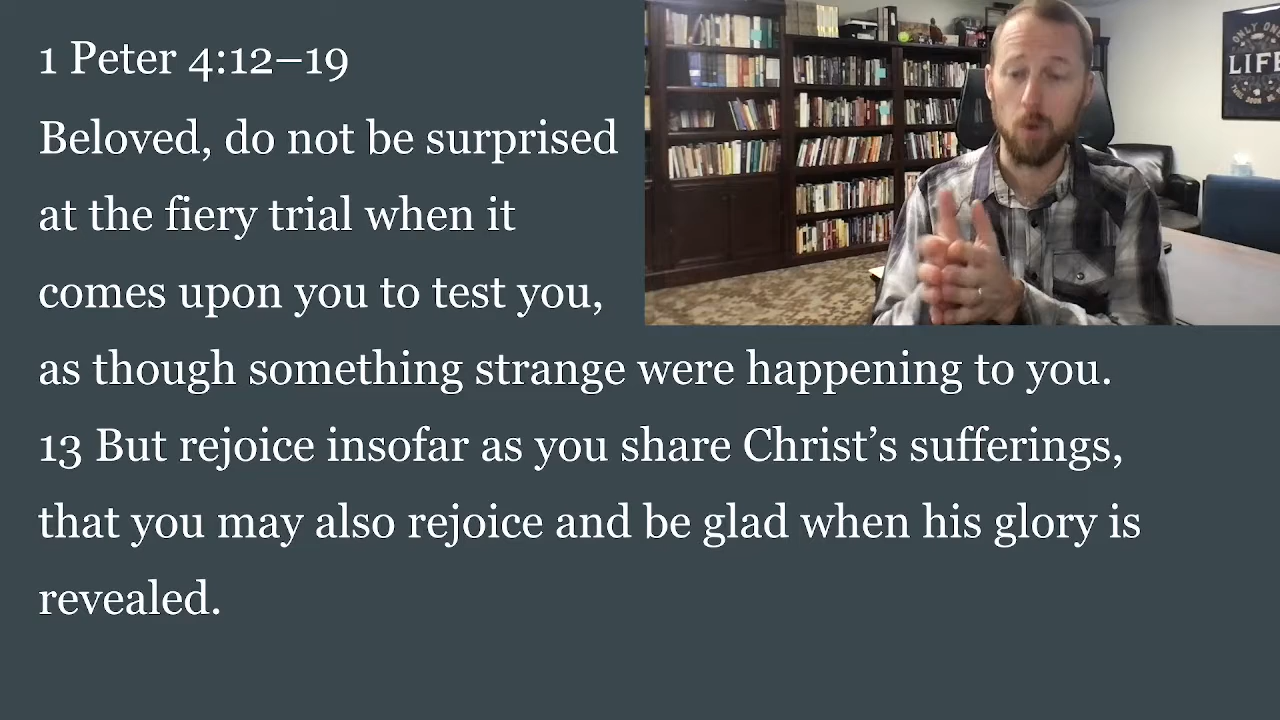 1 Peter 4:12–19
Beloved, do not be surprised
at the fiery trial when it
comes upon you to test you,
as though something strange were happening to you.
13 But rejoice insofar as you share Christ’s sufferings,
that you may also rejoice and be glad when his glory is
revealed.
ONLY ON
LIFE